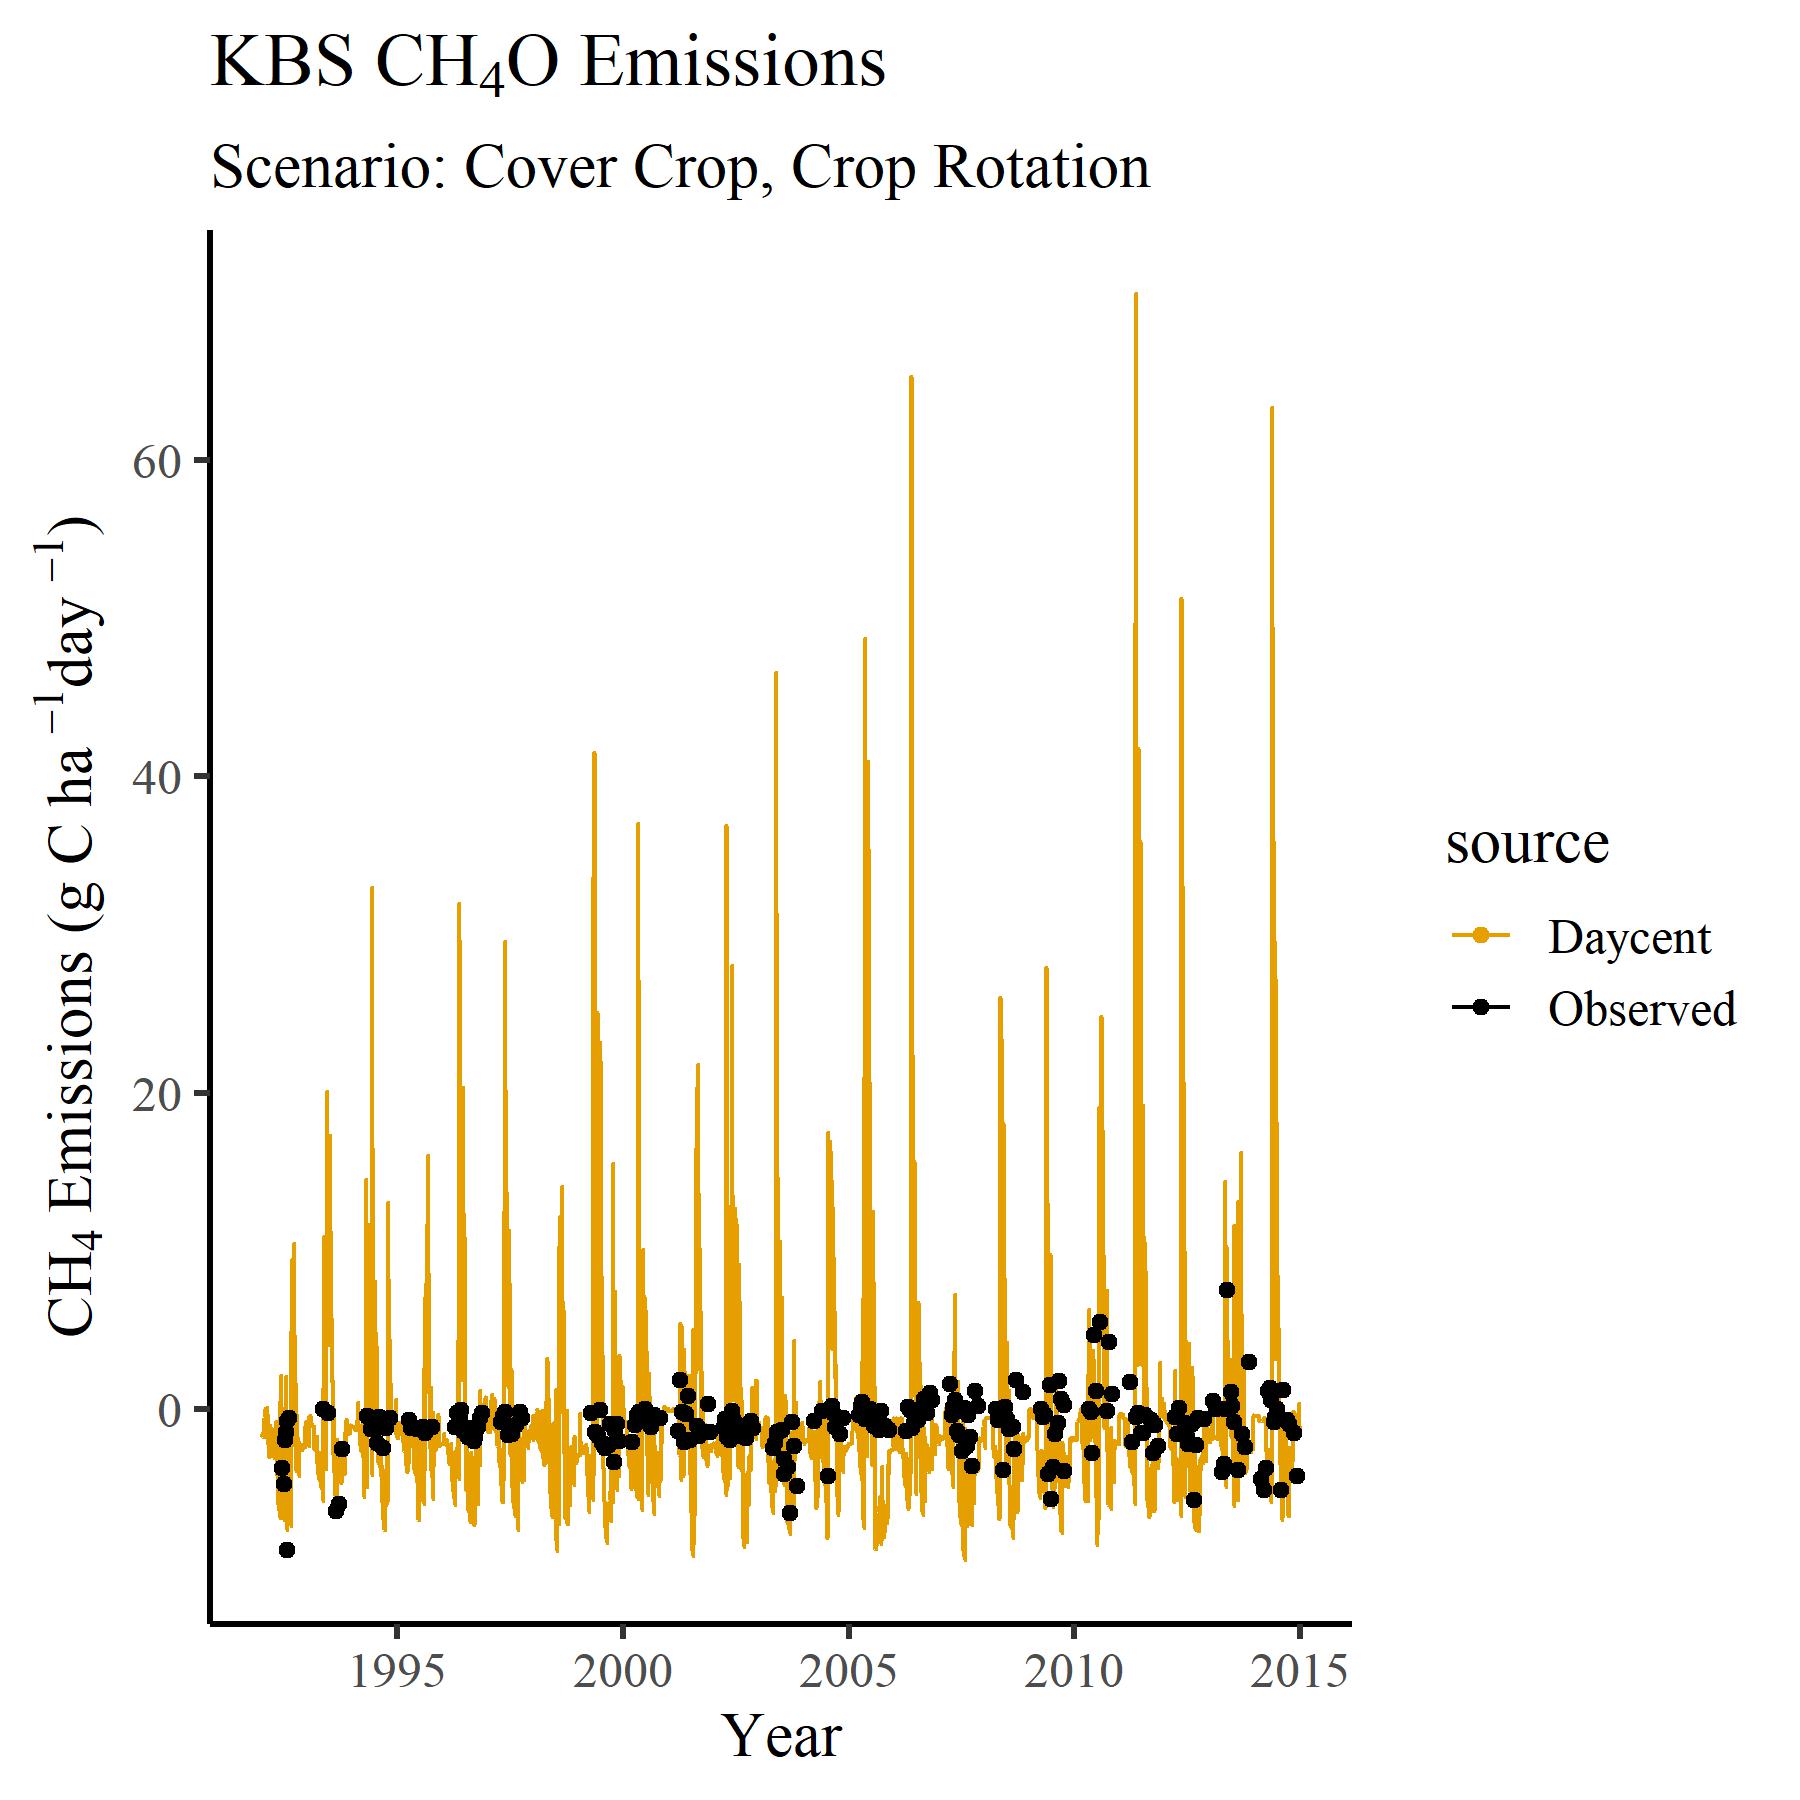 KBS CH₄O Emissions
Scenario: Cover Crop, Crop Rotation
CH₄ Emissions (g C ha ⁻¹day ⁻¹)
60
40
20
0
1995 2000 2005 2010 2015
Year
source
Daycent
Observed